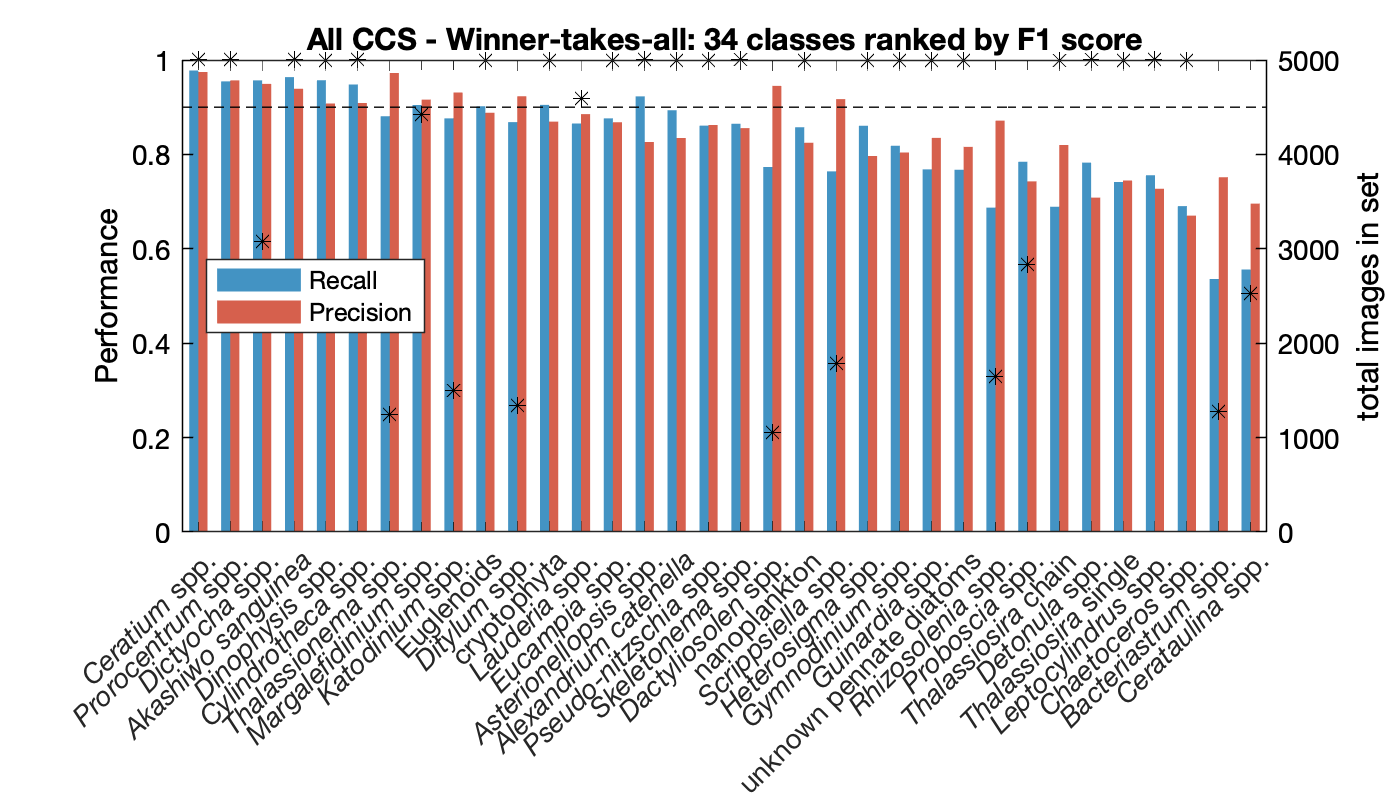 All CCS - Winner-takes-all: 34 classes ranked by F1 score
1
0.8
0.6
0.4
0.2
0
Performance
Recall
Precision
5000
4000
3000
2000
1000
0
total images in set
Ceratium spp.
Prorocentrum spp.
Dictyocha spp.
Akashiwo sanguinea
Dinophysis spp.
Cylindrotheca spp.
Thalassionema spp.
Margalefidinium spp.
Katodinium spp.
Euglenoids
Ditylum spp.
cryptophyta
Lauderia spp.
Eucampia spp.
Asterionellopsis spp.
Alexandrium catenella
Pseudo-nitzschia spp.
Skeletonema spp.
Dactyliosolen spp.
nanoplankton
Scrippsiella spp.
Heterosigma spp.
Gymnodinium spp.
Guinardia spp.
unknown pennate diatoms
Rhizosolenia spp.
Proboscia spp.
Thalassiosira chain
Detonula spp.
Thalassiosira single
Leptocylindrus spp.
Chaetoceros spp.
Bacteriastrum spp.
Cerataulina spp.